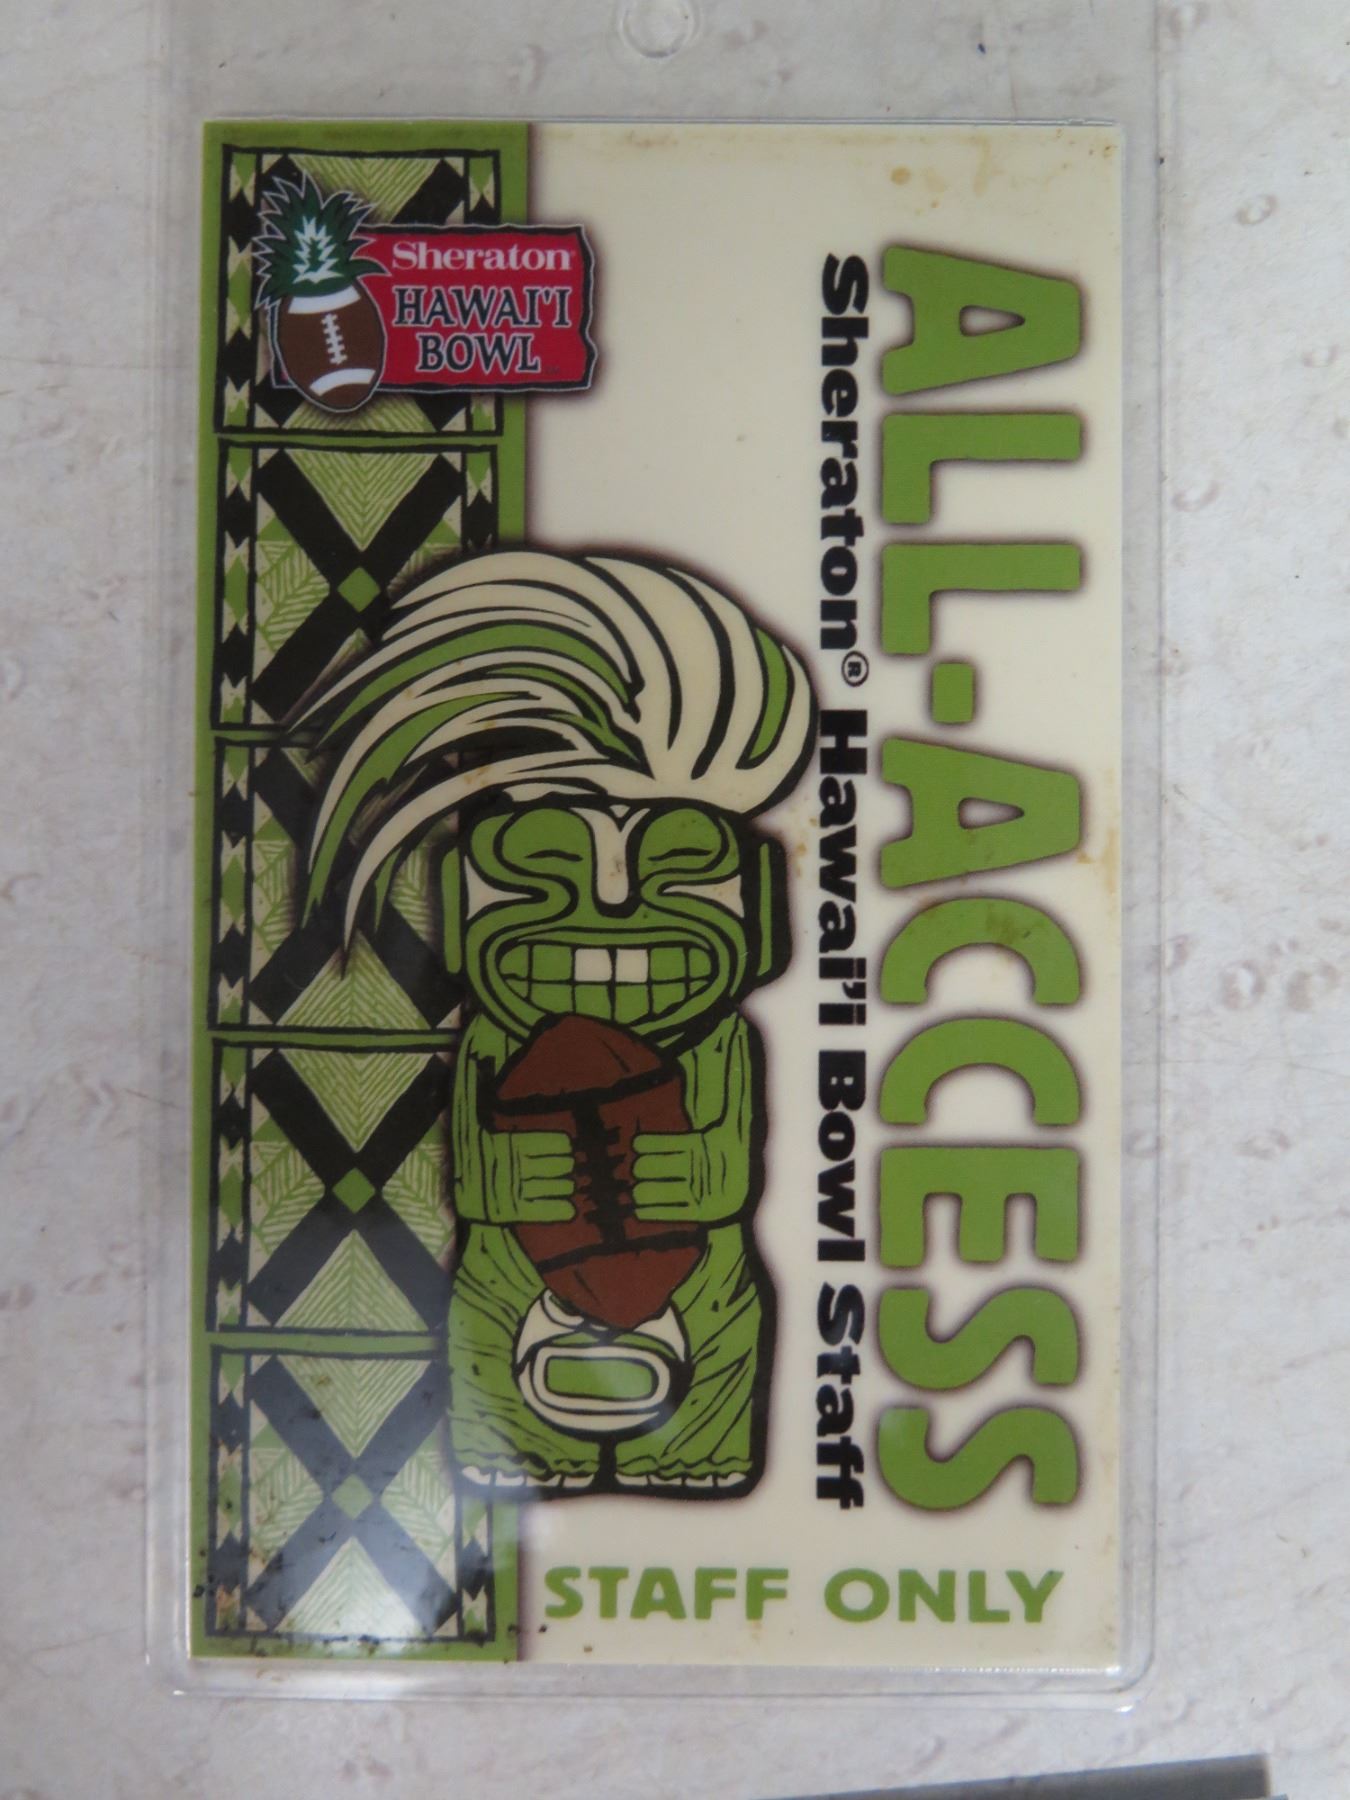 Sheraton
HAWAI'I
BOWL
ALL-ACCESS
Sheraton® Hawai'i Bowl Staff
STAFF ONLY